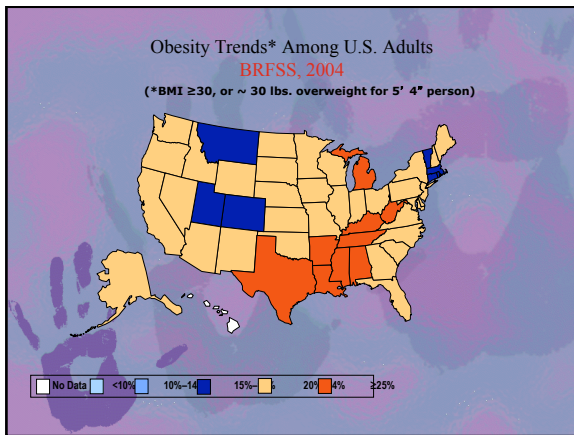 Obesity Trends* Among U.S. Adults
BRFSS, 2004
(*BMI ≥30, or ~ 30 lbs. overweight for 5' 4" person)
No Data <10% 10%–14 15%– % 20% 4% ≥25%